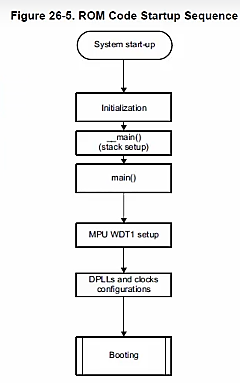 Figure 26-5. ROM Code Startup Sequence
System start-up
Initialization
__main()
(stack setup)
main()
MPU WDT1 setup
DPLLs and clocks
configurations
Booting